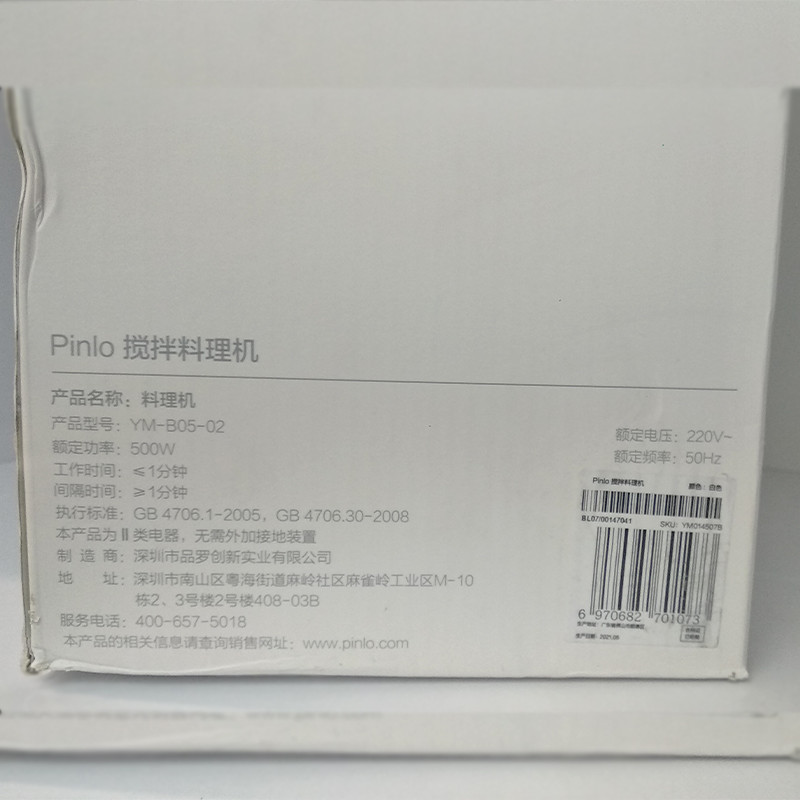 Pinlo 搅拌料理机
产品名称：料理机
产品型号：YM-B05-02
额定功率：500W
工作时间：≤1分钟
间隔时间：≥1分钟
执行标准：GB 4706.1-2005，GB 4706.30-2008
本产品为Ⅱ类电器，无需外加接地装置
制 造 商：深圳市品罗创新实业有限公司
地 址：深圳市南山区粤海街道麻岭社区麻雀岭工业区M-10
栋2、3号楼2号楼408-03B
服务电话：400-657-5018
本产品的相关信息请查询销售网址：www.pinlo.com
额定电压：220V~
额定频率：50Hz
Pinlo 搅拌料理机 颜色：白色
BL07/00147041
SKU: YM014507B
6 970682 701073
生产日期：2021.05